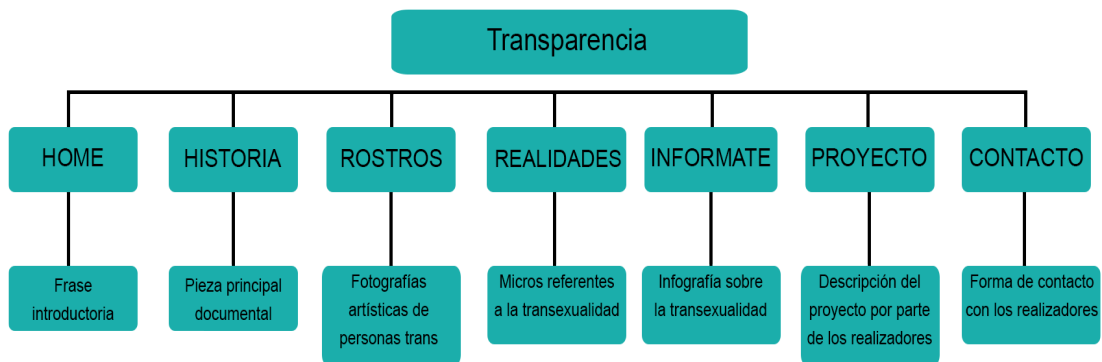 Transparencia
HOME
HISTORIA
ROSTROS
REALIDADES
INFORMATE
PROYECTO
CONTACTO
Frase
introductoria
Pieza principal
documental
Fotografías
artísticas de
personas trans
Micros referentes
a la transexualidad
Infografía sobre
la transexualidad
Descripción del
proyecto por parte
de los realizadores
Forma de contacto
con los realizadores